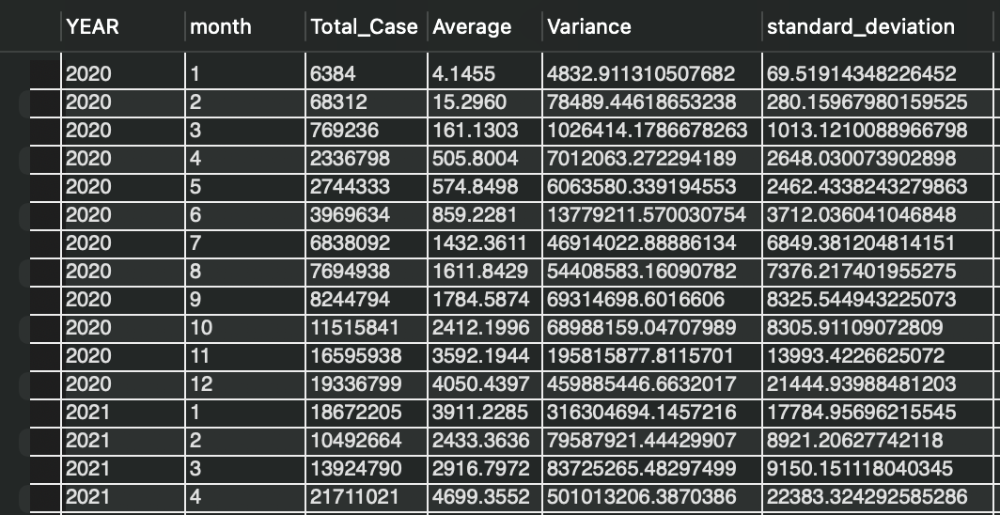 YEAR month Total_Case Average Variance standard_deviation
2020 1 6384 4.1455 4832.911310507682 69.51914348226452
2020 2 68312 15.2960 78489.44618653238 280.15967980159525
2020 3 769236 161.1303 1026414.1786678263 1013.1210088966798
2020 4 2336798 505.8004 7012063.272294189 2648.030073902898
2020 5 2744333 574.8498 6063580.339194553 2462.4338243279863
2020 6 3969634 859.2281 13779211.570030754 3712.036041046848
2020 7 6838092 1432.3611 46914022.88886134 6849.381204814151
2020 8 7694938 1611.8429 54408583.16090782 7376.217401955275
2020 9 8244794 1784.5874 69314698.6016606 8325.544943225073
2020 10 11515841 2412.1996 68988159.04707989 8305.91109072809
2020 11 16595938 3592.1944 195815877.8115701 13993.4226625072
2020 12 19336799 4050.4397 459885446.6632017 21444.93988481203
2021 1 18672205 3911.2285 316304694.1457216 17784.95696215545
2021 2 10492664 2433.3636 79587921.44429907 8921.20627742118
2021 3 13924790 2916.7972 83725265.48297499 9150.151118040345
2021 4 21711021 4699.3552 501013206.3870386 22383.324292585286